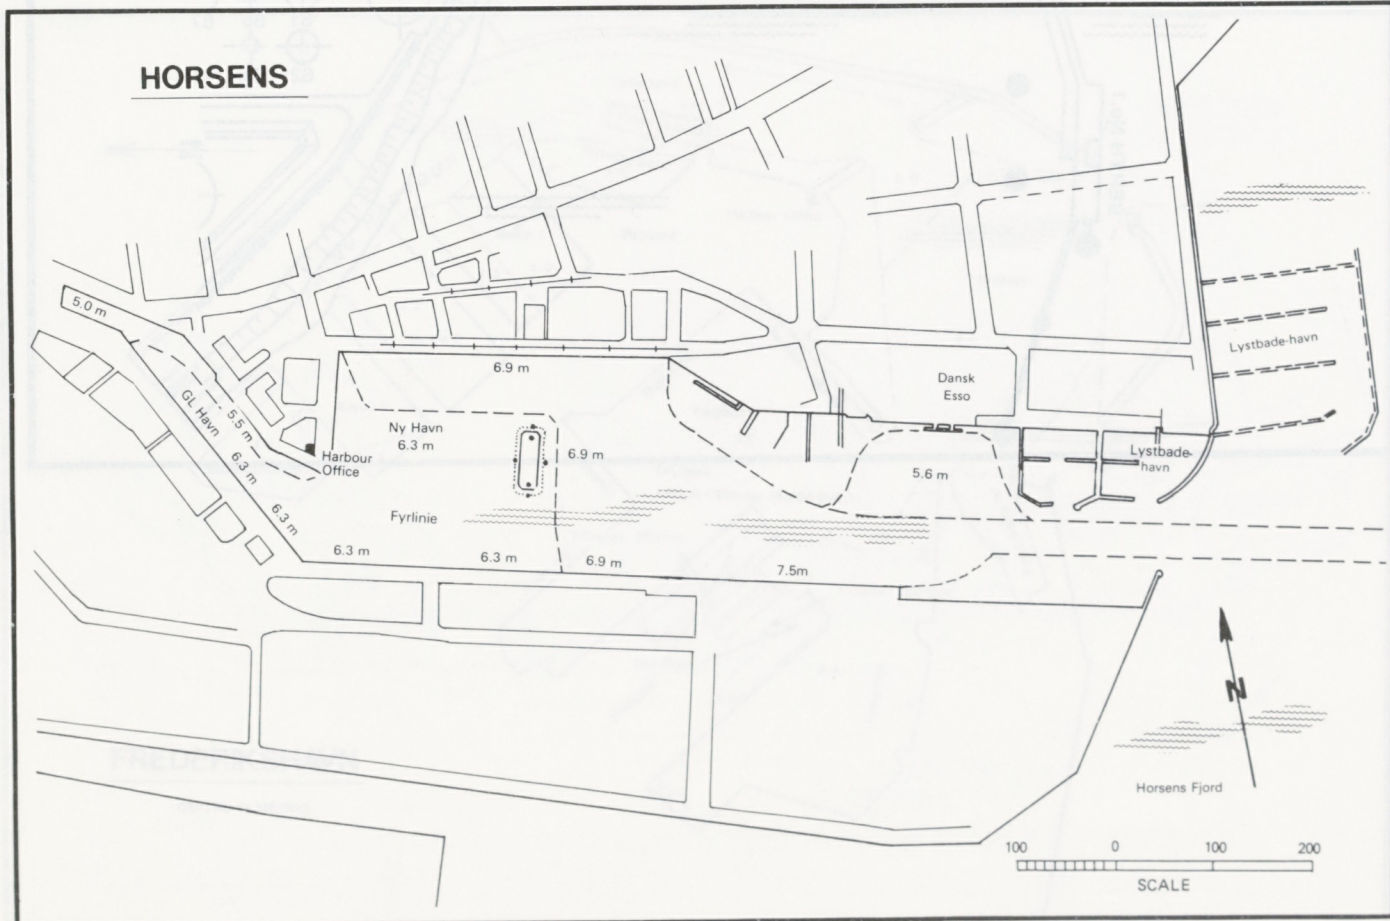 HORSENS
5.0 m
GL Havn
5.5 m
6.3 m
6.3 m
Harbour
Office
6.9 m
Ny Havn
6.3 m
6.9 m
Fyrlinie
6.3 m
6.3 m
6.9 m
7.5m
Dansk
Esso
5.6 m
Lystbade-havn
Lystbade-
havn
N
Horsens Fjord
100 0 100 200
SCALE
FREDERIKSHAVN